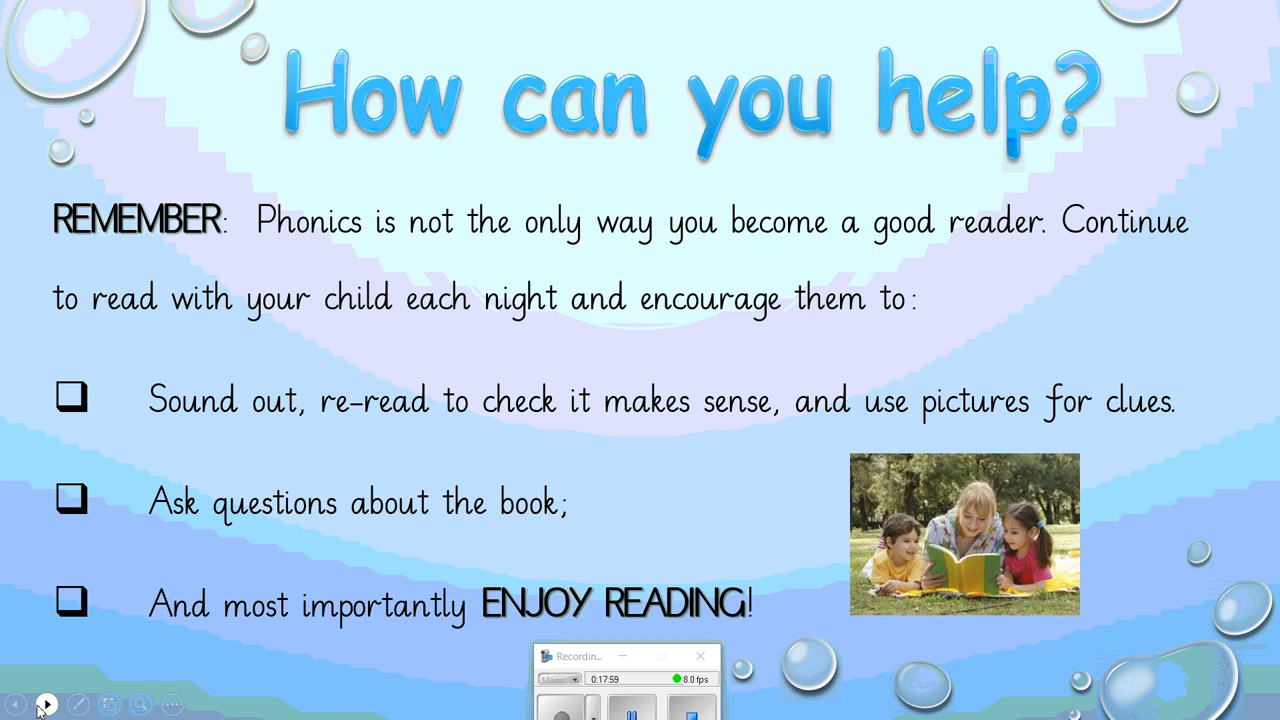 How can you help?
REMEMBER: Phonics is not the only way you become a good reader. Continue
to read with your child each night and encourage them to:
Sound out, re-read to check it makes sense, and use pictures for clues.
Ask questions about the book;
And most importantly ENJOY READING!
Recordin...
Menu
0:17:59
8.0 fps